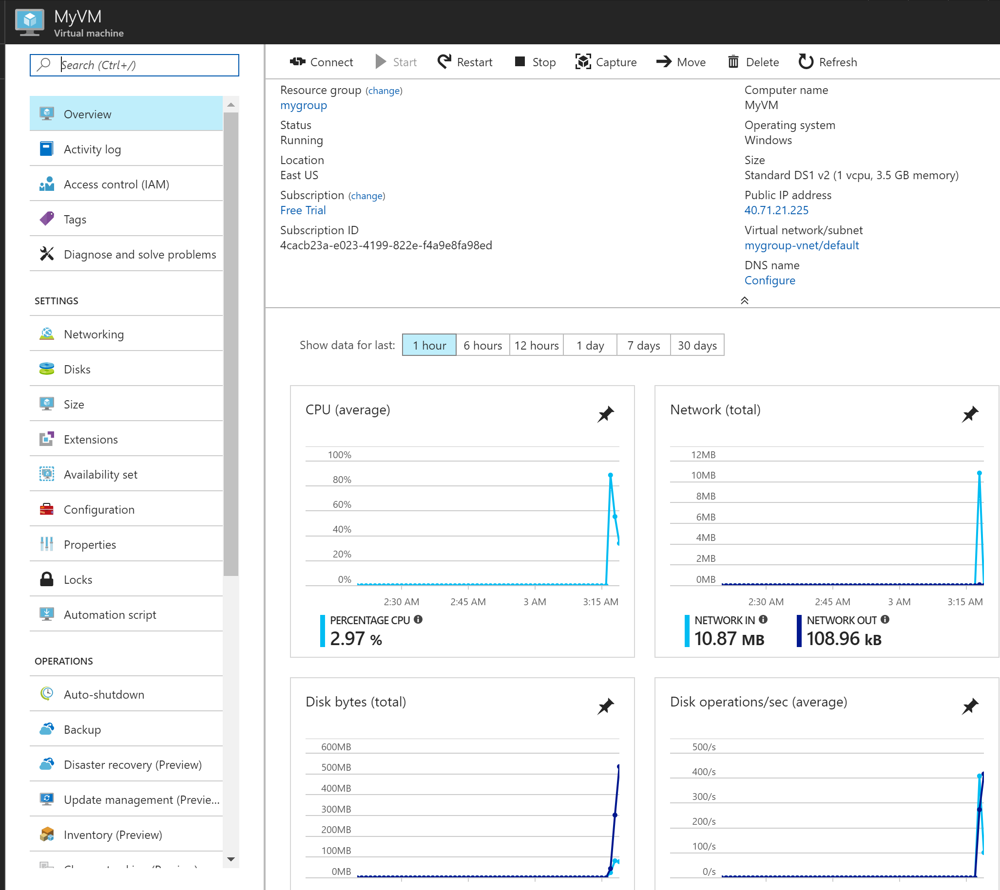 MyVM
Virtual machine
Search (Ctrl+/)
Overview
Activity log
Access control (IAM)
Tags
Diagnose and solve problems
SETTINGS
Networking
Disks
Size
Extensions
Availability set
Configuration
Properties
Locks
Automation script
OPERATIONS
Auto-shutdown
Backup
Disaster recovery (Preview)
Update management (Previe...
Inventory (Preview)
Connect Start Restart Stop Capture Move Delete Refresh
Resource group (change)
mygroup
Status
Running
Location
East US
Subscription (change)
Free Trial
Subscription ID
4cacb23a-e023-4199-822e-f4a9e8fa98ed
Computer name
MyVM
Operating system
Windows
Size
Standard DS1 v2 (1 vcpu, 3.5 GB memory)
Public IP address
40.71.21.225
Virtual network/subnet
mygroup-vnet/default
DNS name
Configure
Show data for last: 1 hour 6 hours 12 hours 1 day 7 days 30 days
CPU (average)
100%
80%
60%
40%
20%
0%
2:30 AM 2:45 AM 3 AM 3:15 AM
PERCENTAGE CPU
2.97 %
Network (total)
12MB
10MB
8MB
6MB
4MB
2MB
0MB
2:30 AM 2:45 AM 3 AM 3:15 AM
NETWORK IN NETWORK OUT
10.87 MB 108.96 kB
Disk bytes (total)
600MB
500MB
400MB
300MB
200MB
100MB
0MB
Disk operations/sec (average)
500/s
400/s
300/s
200/s
100/s
0/s